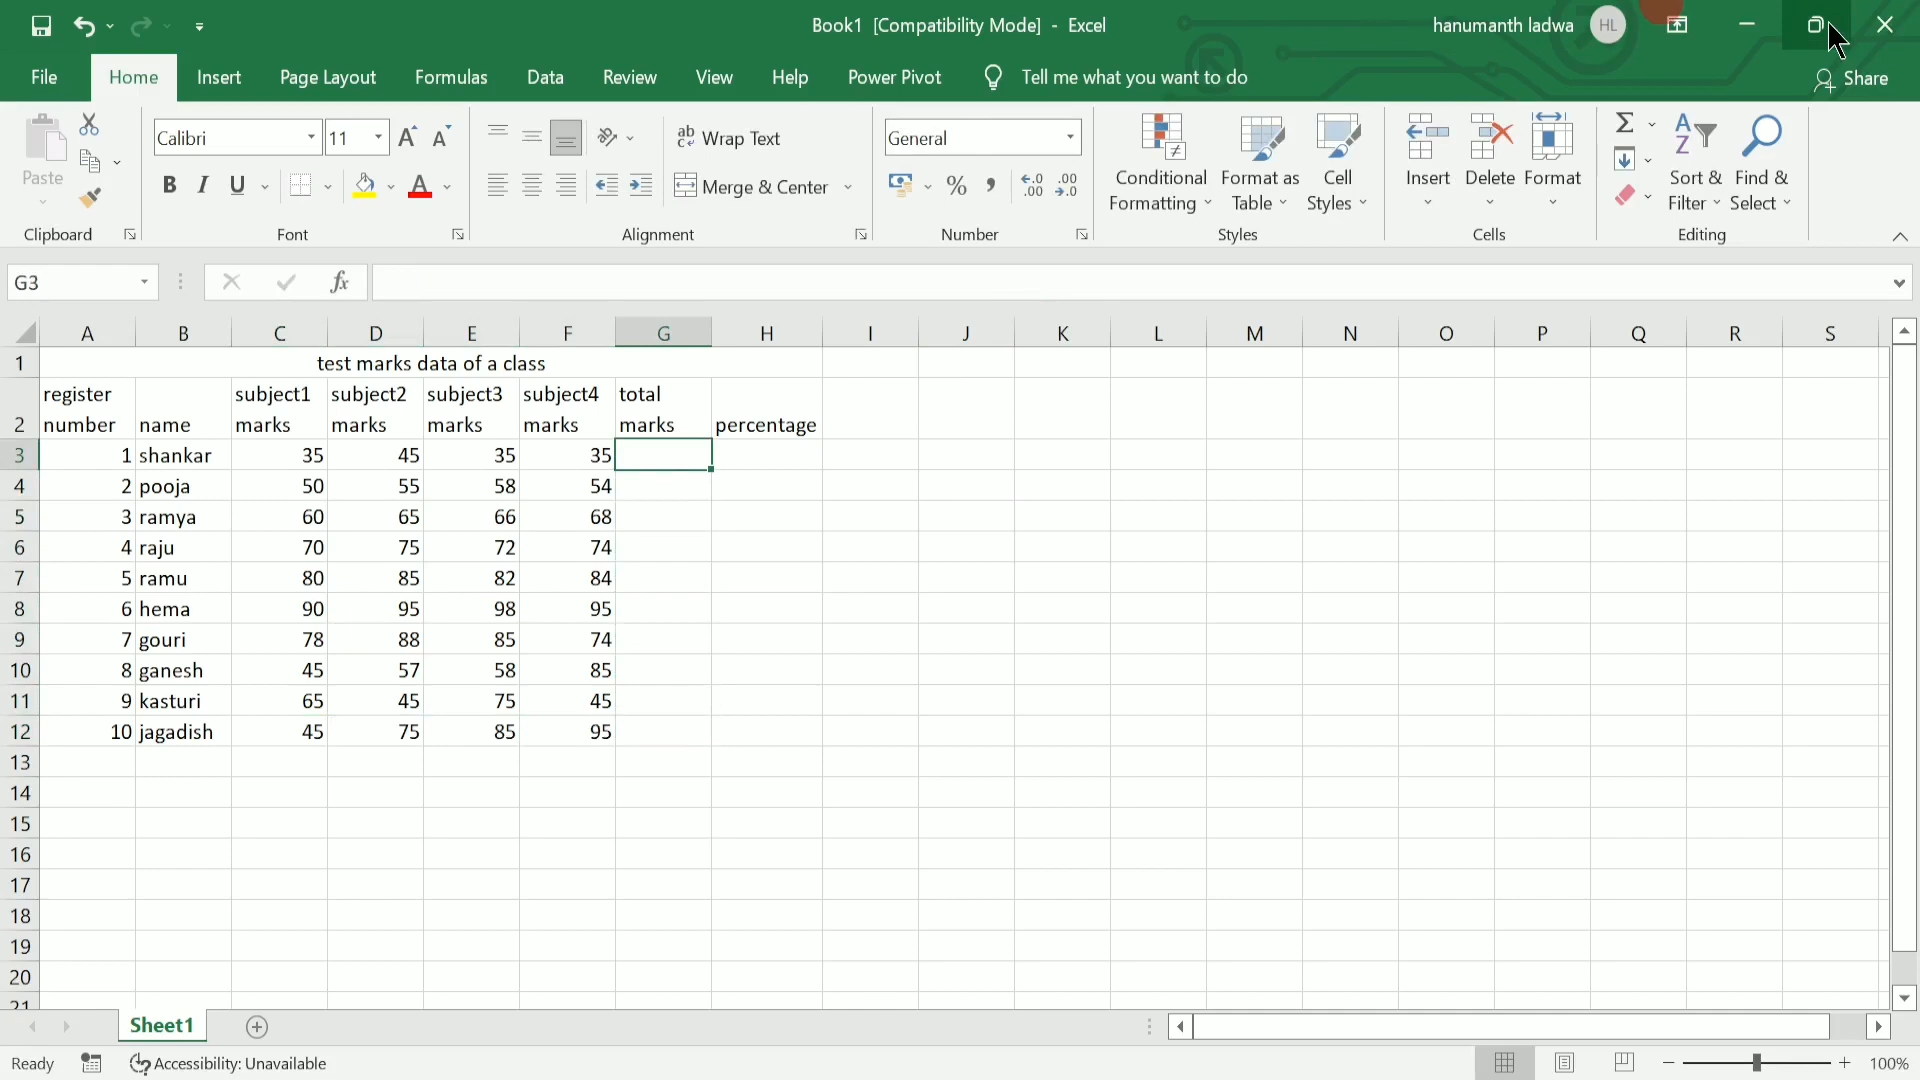 Book1 [Compatibility Mode] - Excel
hanumanth ladwa HL
File Home Insert Page Layout Formulas Data Review View Help Power Pivot Tell me what you want to do Share
Paste
Calibri 11
ab Wrap Text
General
Merge & Center
Conditional Formatting
Format as Table
Cell Styles
Insert Delete Format
Sort & Filter
Find & Select
Clipboard Font Alignment Number Styles Cells Editing
G3 fx
A B C D E F G H I J K L M N O P Q R S
1 test marks data of a class
register subject1 subject2 subject3 subject4 total
2 number name marks marks marks marks marks percentage
3 1 shankar 35 45 35 35
4 2 pooja 50 55 58 54
5 3 ramya 60 65 66 68
6 4 raju 70 75 72 74
7 5 ramu 80 85 82 84
8 6 hema 90 95 98 95
9 7 gouri 78 88 85 74
10 8 ganesh 45 57 58 85
11 9 kasturi 65 45 75 45
12 10 jagadish 45 75 85 95
13
14
15
16
17
18
19
20
21
Sheet1
Ready Accessibility: Unavailable 100%